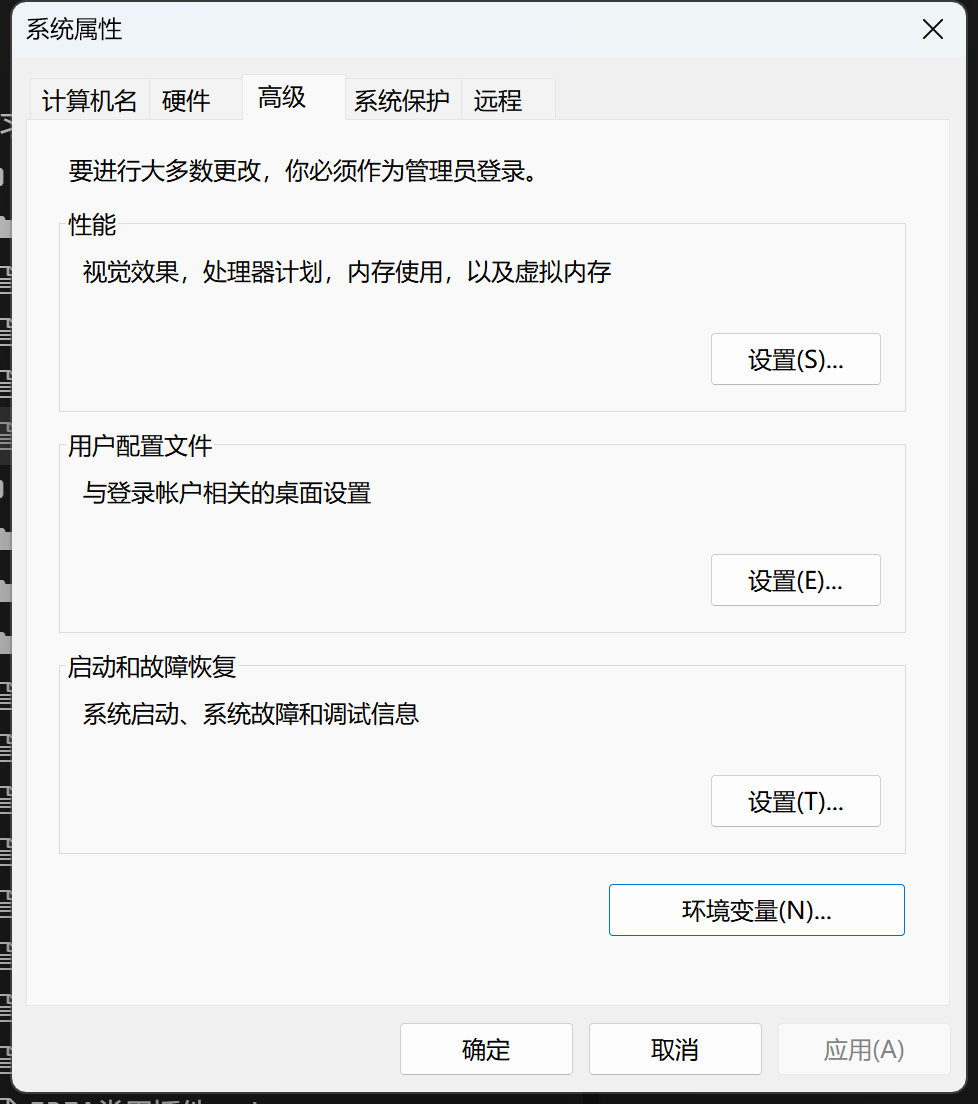 系统属性
计算机名 硬件 高级 系统保护 远程
要进行大多数更改，你必须作为管理员登录。
性能
视觉效果，处理器计划，内存使用，以及虚拟内存
设置(S)...
用户配置文件
与登录帐户相关的桌面设置
设置(E)...
启动和故障恢复
系统启动、系统故障和调试信息
设置(T)...
环境变量(N)...
确定 取消 应用(A)